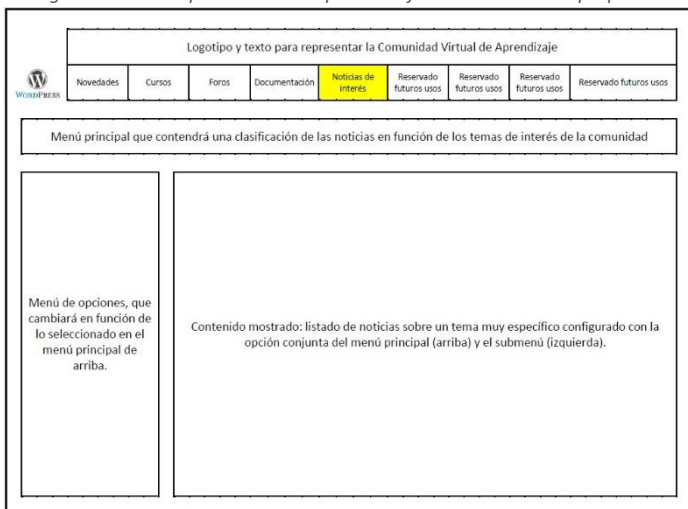 Logotipo y texto para representar la Comunidad Virtual de Aprendizaje
WORDPRESS
Novedades
Cursos
Foros
Documentación
Noticias de
interés
Reservado
futuros usos
Reservado
futuros usos
Reservado
futuros usos
Reservado futuros usos
Menú principal que contendrá una clasificación de las noticias en función de los temas de interés de la comunidad
Menú de opciones, que
cambiará en función de
lo seleccionado en el
menú principal de
arriba.
Contenido mostrado: listado de noticias sobre un tema muy específico configurado con la
opción conjunta del menú principal (arriba) y el submenú (izquierda).